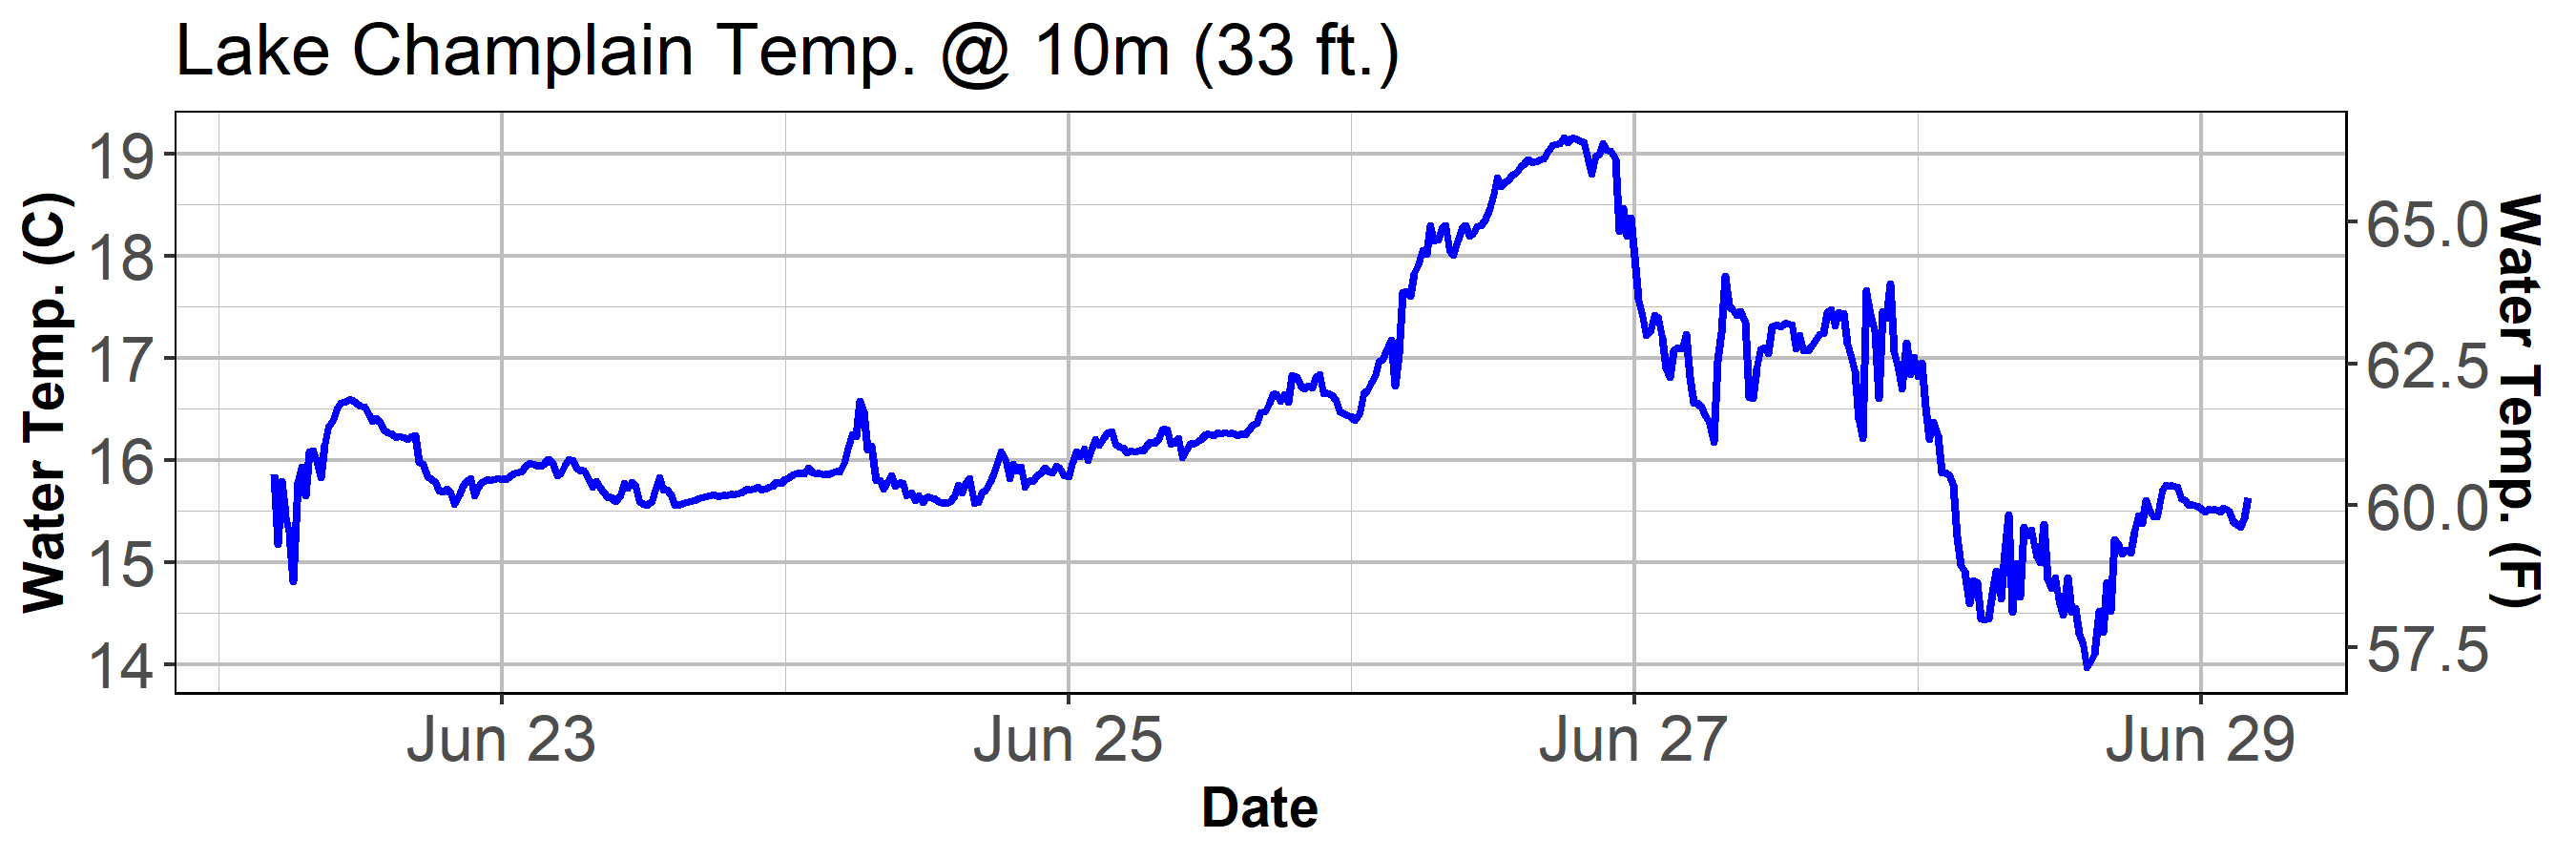 Lake Champlain Temp. @ 10m (33 ft.)
Water Temp. (C)
19
18
17
16
15
14
65.0
62.5
60.0
57.5
Water Temp. (F)
Jun 23
Jun 25
Jun 27
Jun 29
Date